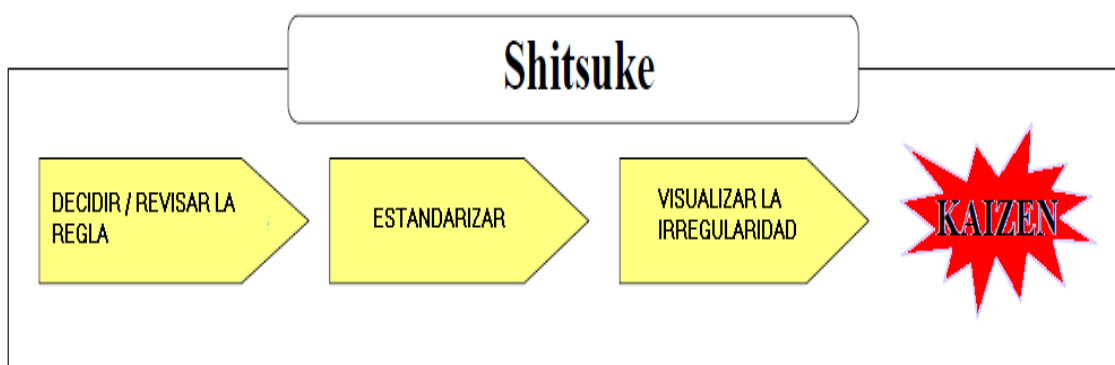 Shitsuke
DECIDIR / REVISAR LA
REGLA
ESTANDARIZAR
VISUALIZAR LA
IRREGULARIDAD
KAIZEN